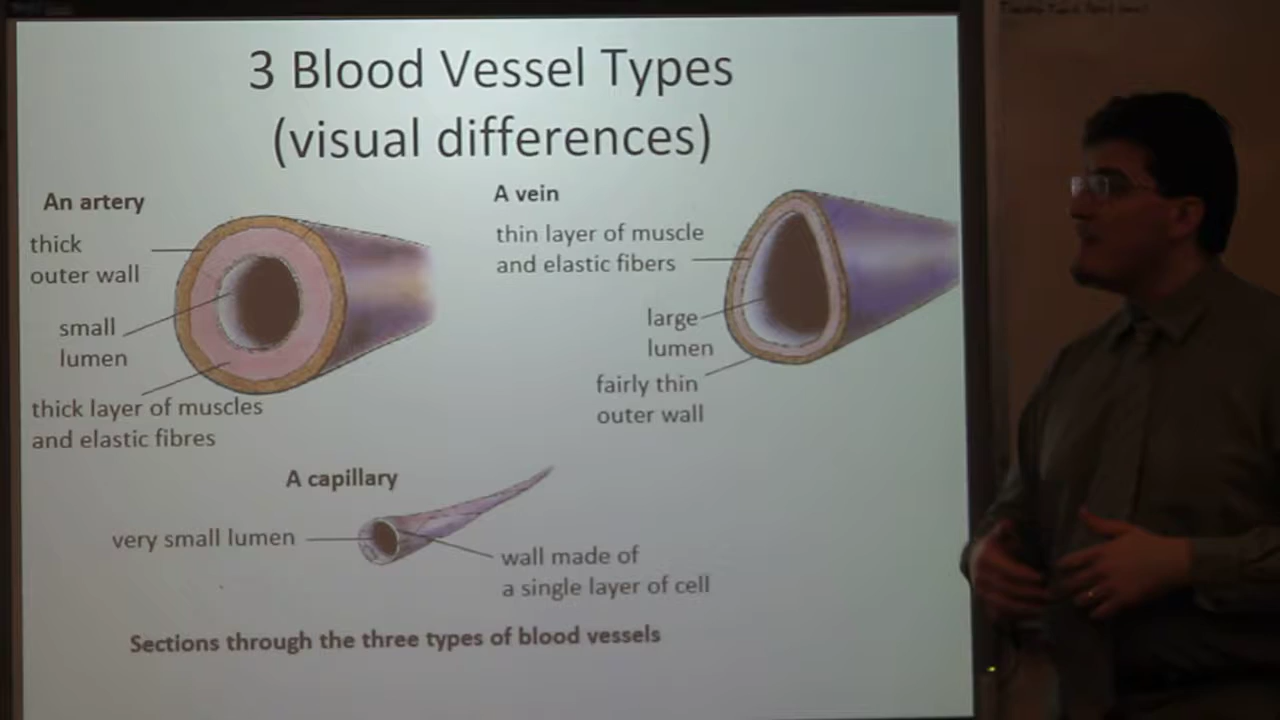 3 Blood Vessel Types
(visual differences)
An artery
thick
outer wall
small
lumen
thick layer of muscles
and elastic fibres
A vein
thin layer of muscle
and elastic fibers
large
lumen
fairly thin
outer wall
A capillary
very small lumen
wall made of
a single layer of cell
Sections through the three types of blood vessels